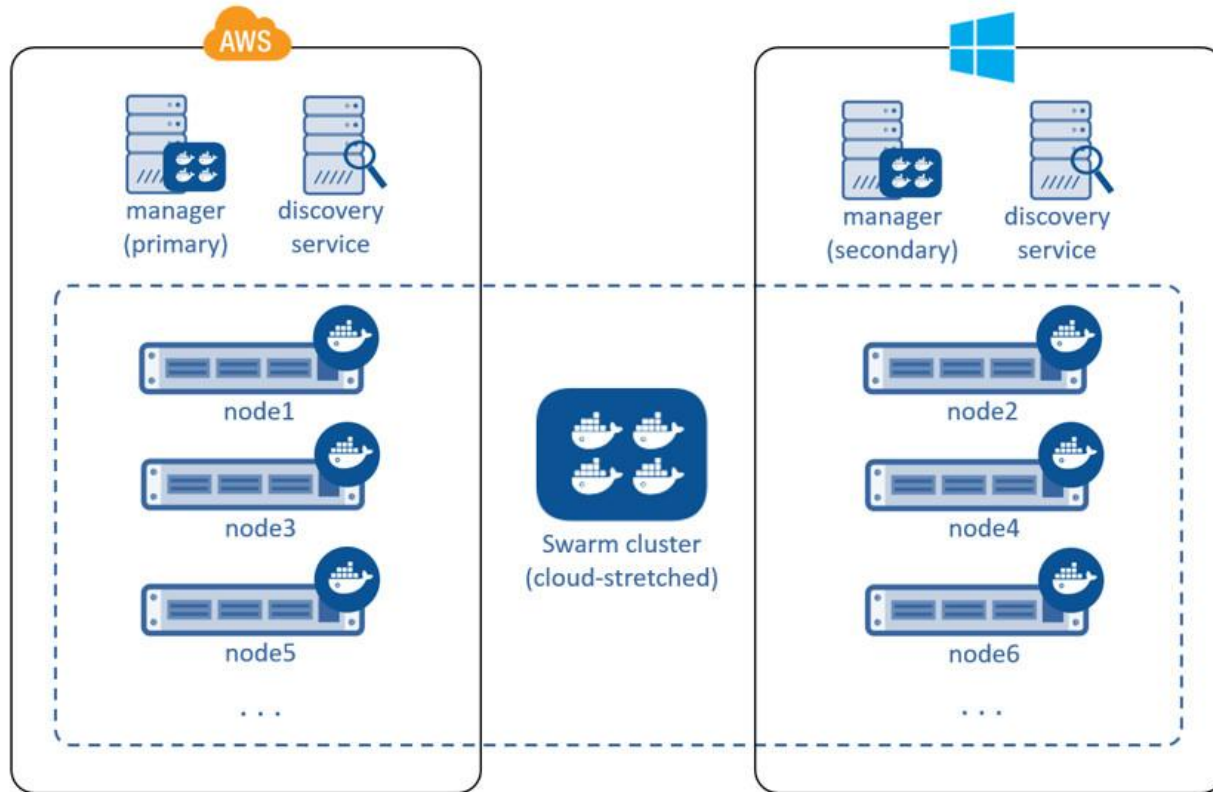 AWS
manager
(primary)
discovery
service
manager
(secondary)
discovery
service
node1
node2
node3
node4
Swarm cluster
(cloud-stretched)
node5
node6
. . .
. . .